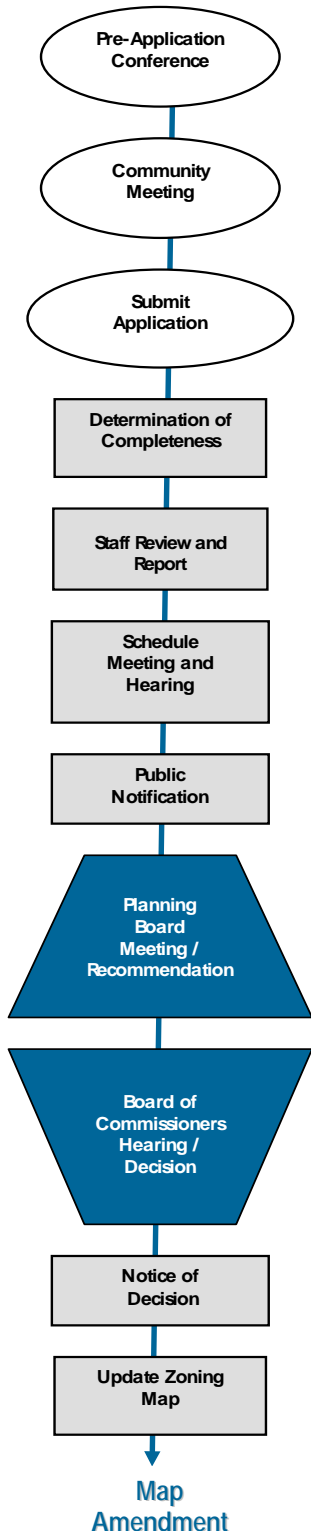 Pre-Application
Conference
Community
Meeting
Submit
Application
Determination of
Completeness
Staff Review and
Report
Schedule
Meeting and
Hearing
Public
Notification
Planning
Board
Meeting /
Recommendation
Board of
Commissioners
Hearing /
Decision
Notice of
Decision
Update Zoning
Map
Map
Amendment